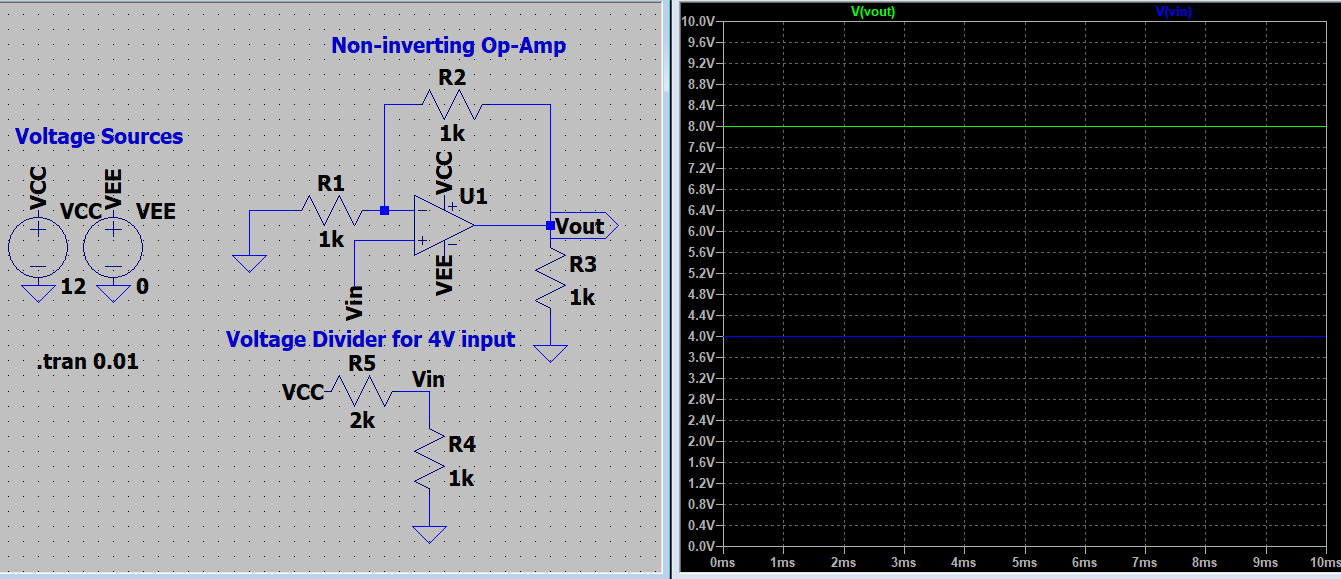 Non-inverting Op-Amp
R2
1k
Voltage Sources
VCC
VCC
VEE
VEE
12
0
R1
1k
VCC
U1
VEE
Vin
Vout
R3
1k
.tran 0.01
Voltage Divider for 4V input
R5
VCC
2k
Vin
R4
1k
V(vout) V(vin)
10.0V
9.6V
9.2V
8.8V
8.4V
8.0V
7.6V
7.2V
6.8V
6.4V
6.0V
5.6V
5.2V
4.8V
4.4V
4.0V
3.6V
3.2V
2.8V
2.4V
2.0V
1.6V
1.2V
0.8V
0.4V
0.0V
0ms 1ms 2ms 3ms 4ms 5ms 6ms 7ms 8ms 9ms 10ms